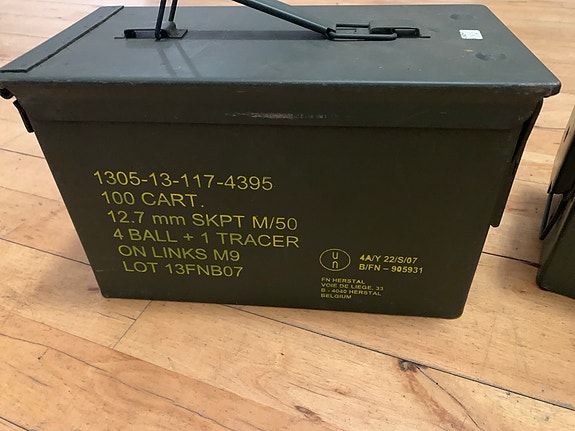 1305-13-117-4395
100 CART.
12.7 mm SKPT M/50
4 BALL + 1 TRACER
ON LINKS M9
LOT 13FNB07
u
n
4A/Y 22/S/07
B/FN - 905931
FN HERSTAL
VOIE DE LIEGE, 33
B - 4040 HERSTAL
BELGIUM